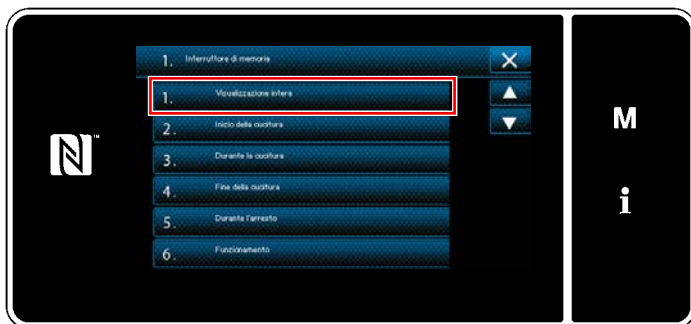 1. Interruttore di memoria
1. Visualizzazione intera
2. Inizio della cucitura
3. Durante la cucitura
4. Fine della cucitura
5. Durante l'arresto
6. Funzionamento
M
i